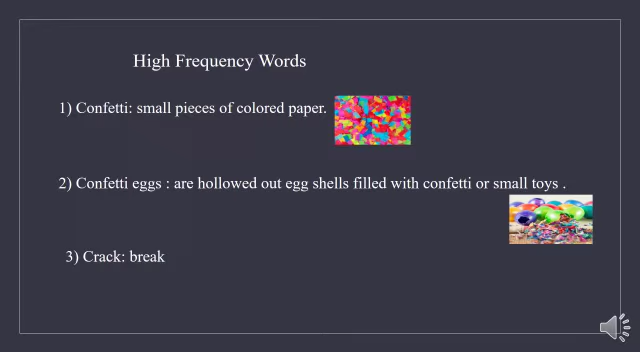 High Frequency Words
1) Confetti: small pieces of colored paper.
2) Confetti eggs : are hollowed out egg shells filled with confetti or small toys .
3) Crack: break